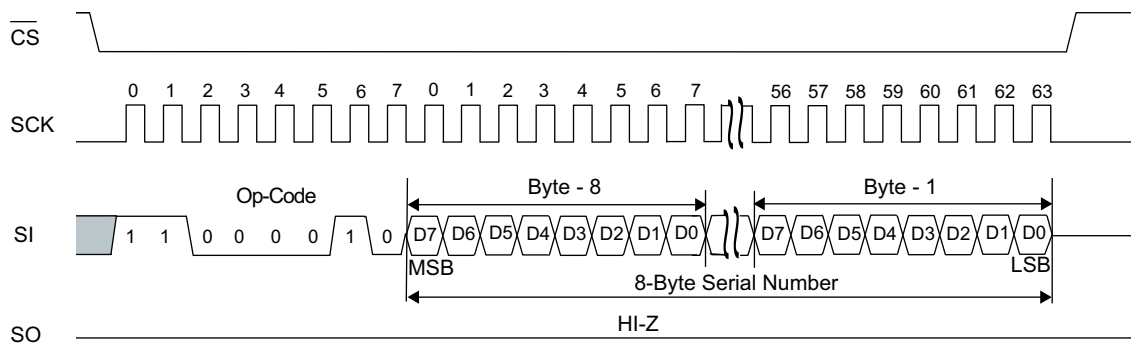 CS
0 1 2 3 4 5 6 7 0 1 2 3 4 5 6 7 56 57 58 59 60 61 62 63
SCK
Op-Code Byte - 8 Byte - 1
SI 1 1 0 0 0 0 1 0 D7 D6 D5 D4 D3 D2 D1 D0 D7 D6 D5 D4 D3 D2 D1 D0
MSB LSB
8-Byte Serial Number
HI-Z
SO